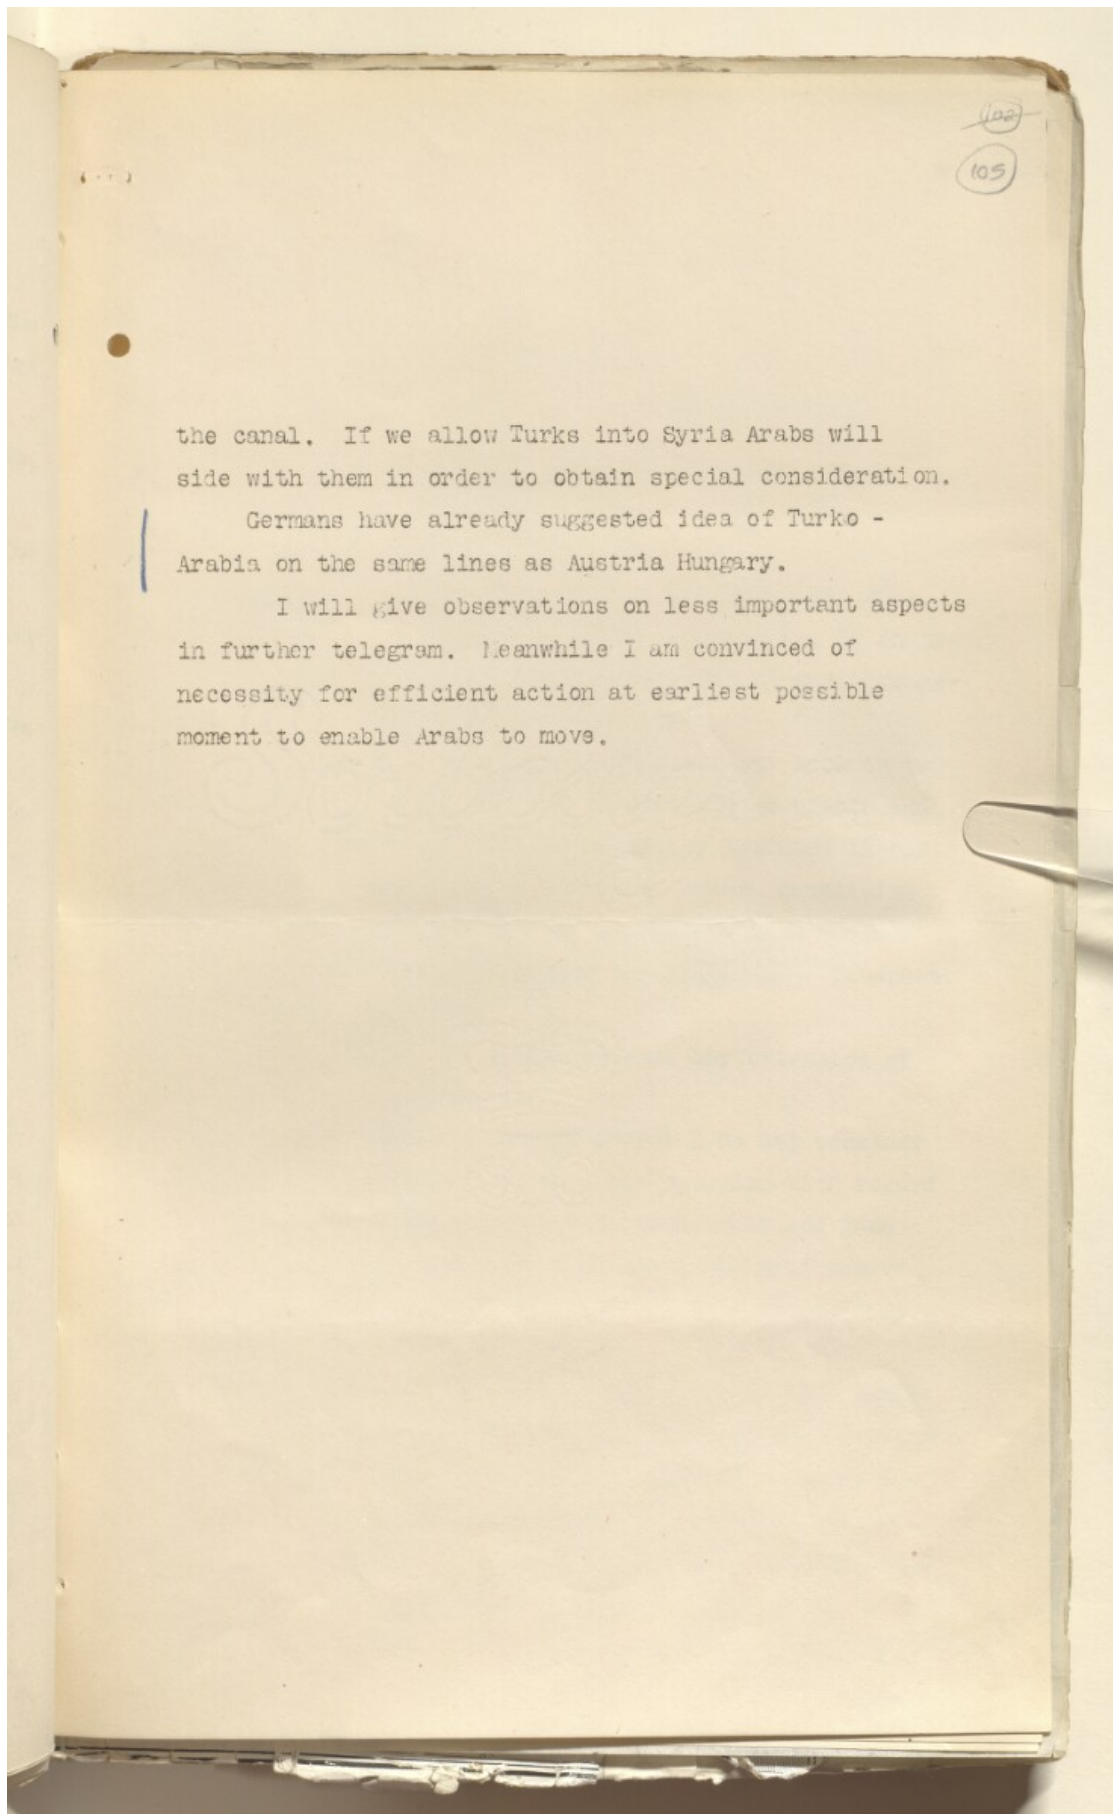 102
105
the canal. If we allow Turks into Syria Arabs will
side with them in order to obtain special consideration.
Germans have already suggested idea of Turko -
Arabia on the same lines as Austria Hungary.
I will give observations on less important aspects
in further telegram. Meanwhile I am convinced of
necessity for efficient action at earliest possible
moment to enable Arabs to move.